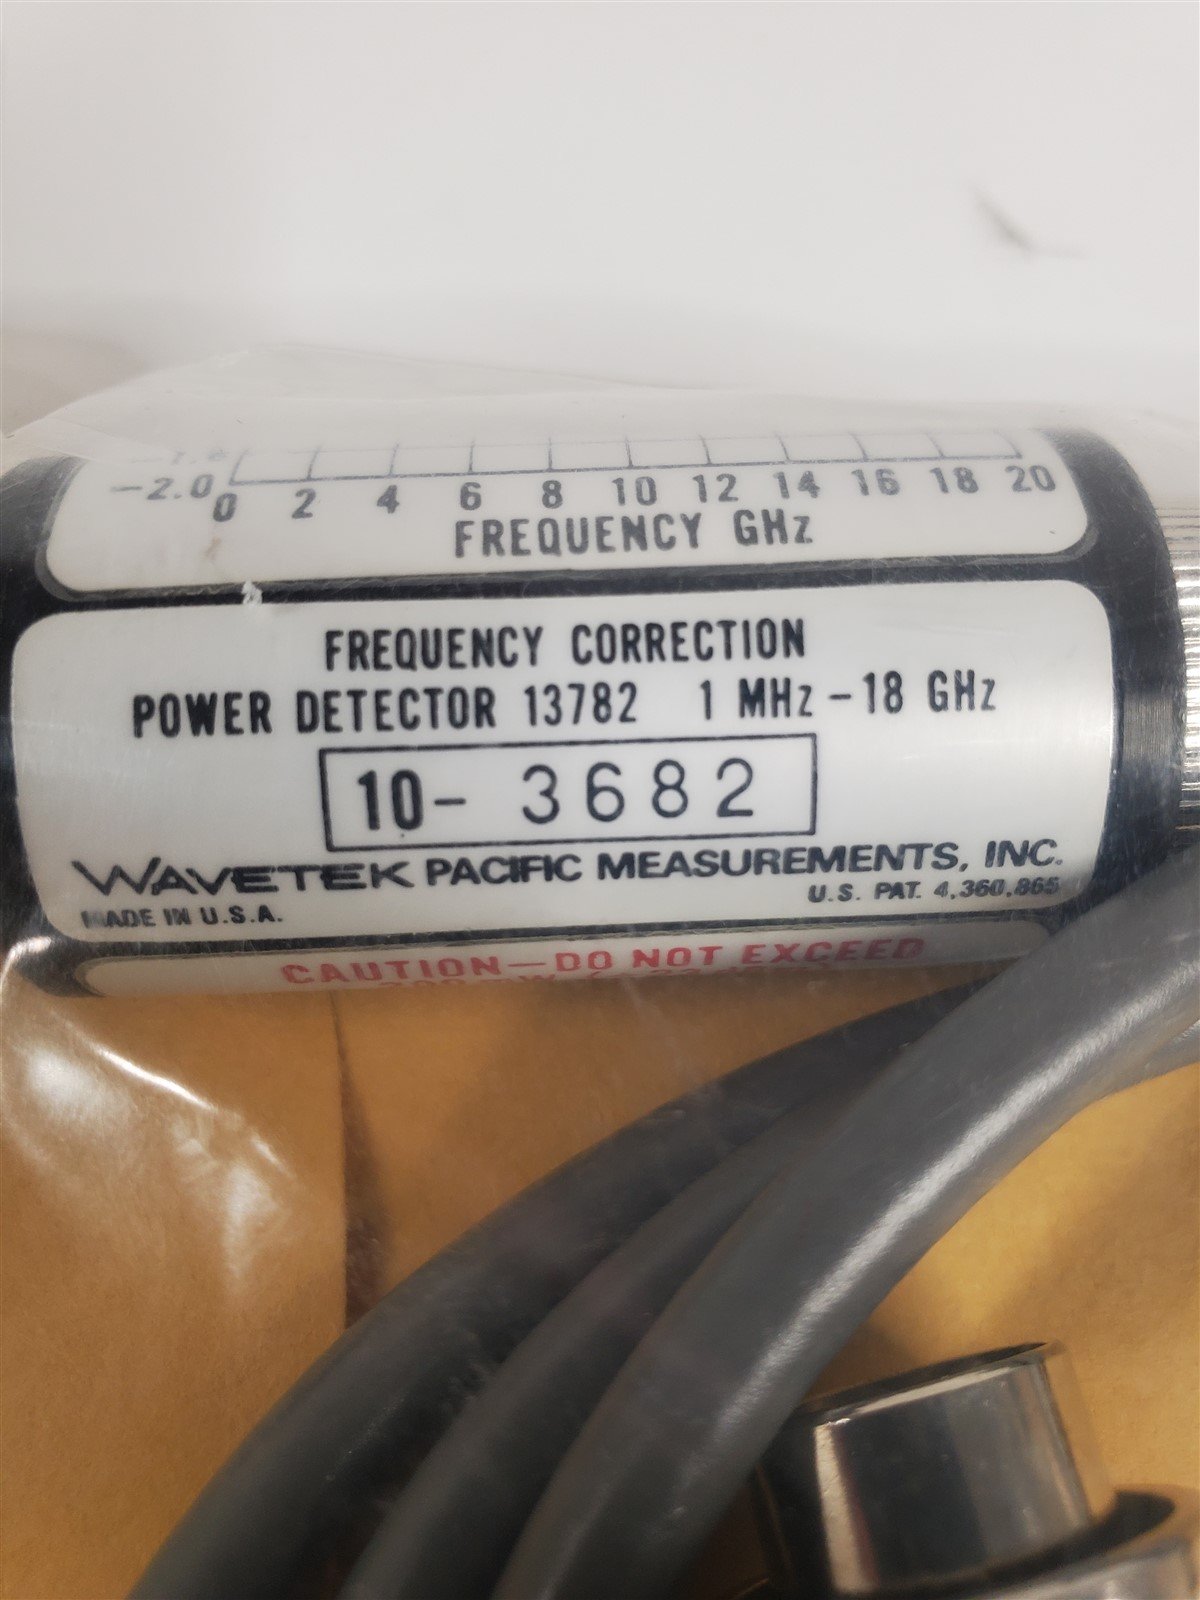 -2.0
0 2 4 6 8 10 12 14 16 18 20
FREQUENCY GHz
FREQUENCY CORRECTION
POWER DETECTOR 13782 1 MHz - 18 GHz
10- 3682
WAVETEK PACIFIC MEASUREMENTS, INC.
U.S. PAT. 4,360,865
MADE IN U.S.A.
CAUTION—DO NOT EXCEED